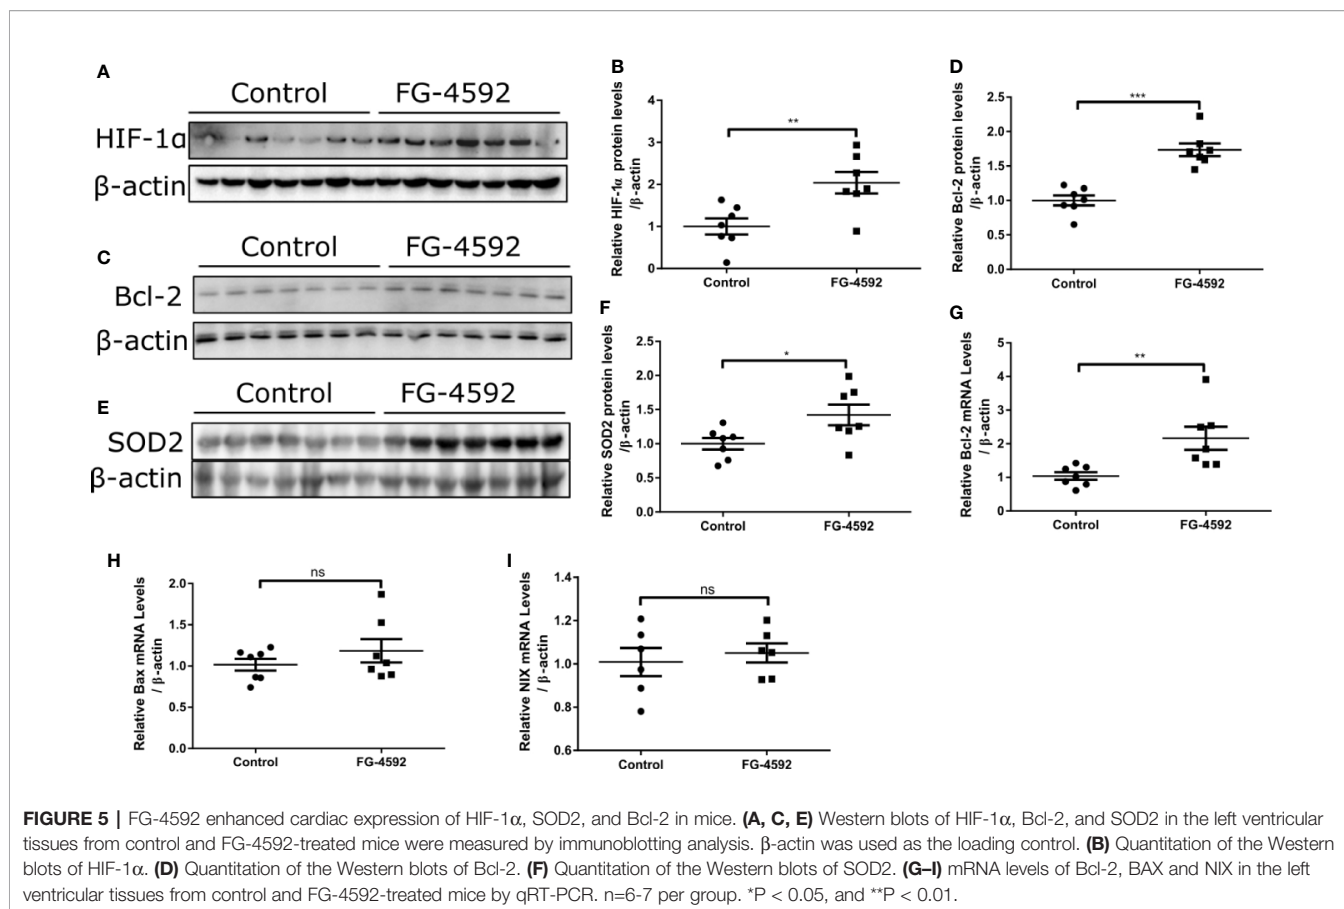 A
Control FG-4592
HIF-1α
β-actin
B
Relative HIF-1α protein levels
/β-actin
4
3
2
1
0
**
Control FG-4592
D
Relative Bcl-2 protein levels
/β-actin
2.5
2.0
1.5
1.0
0.5
0.0
***
Control FG-4592
C
Control FG-4592
Bcl-2
β-actin
E
Control FG-4592
SOD2
β-actin
F
Relative SOD2 protein levels
/β-actin
2.5
2.0
1.5
1.0
0.5
0.0
*
Control FG-4592
G
Relative Bcl-2 mRNA Levels
/ β-actin
5
4
3
2
1
0
**
Control FG-4592
H
Relative Bax mRNA Levels
/ β-actin
2.0
1.5
1.0
0.5
0.0
ns
Control FG-4592
I
Relative NIX mRNA Levels
/ β-actin
1.4
1.2
1.0
0.8
0.6
ns
Control FG-4592
FIGURE 5 | FG-4592 enhanced cardiac expression of HIF-1α, SOD2, and Bcl-2 in mice. (A, C, E) Western blots of HIF-1α, Bcl-2, and SOD2 in the left ventricular
tissues from control and FG-4592-treated mice were measured by immunoblotting analysis. β-actin was used as the loading control. (B) Quantitation of the Western
blots of HIF-1α. (D) Quantitation of the Western blots of Bcl-2. (F) Quantitation of the Western blots of SOD2. (G–I) mRNA levels of Bcl-2, BAX and NIX in the left
ventricular tissues from control and FG-4592-treated mice by qRT-PCR. n=6-7 per group. *P < 0.05, and **P < 0.01.